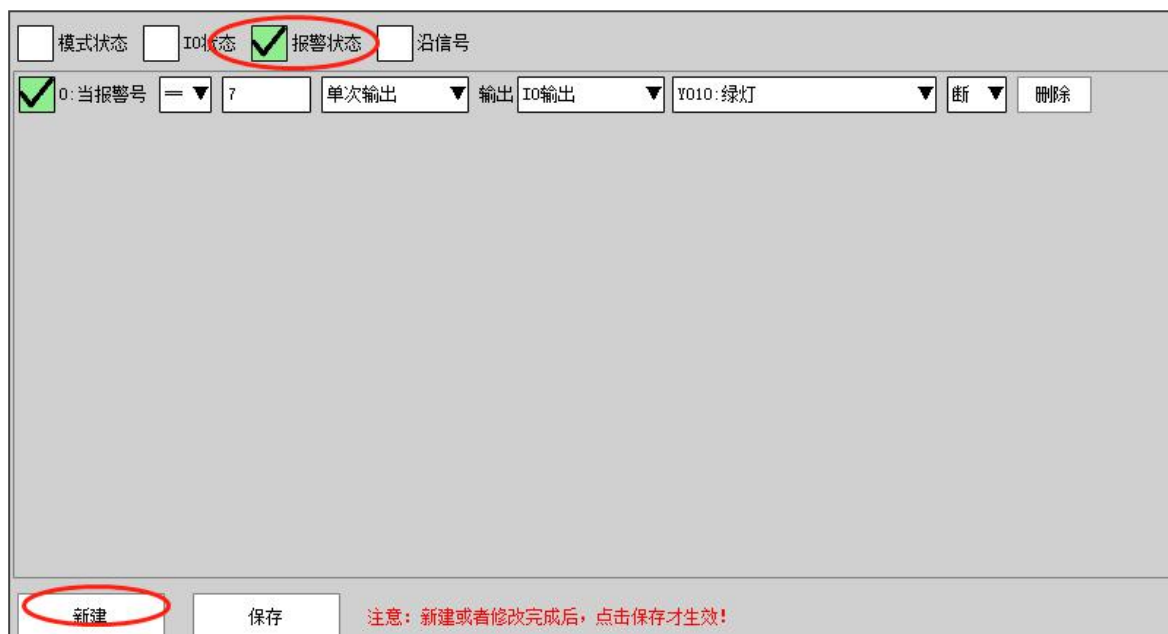 模式状态 IO状态 报警状态 沿信号
0:当报警号 == 7 单次输出 输出 IO输出 Y010:绿灯 断 删除
新建 保存 注意：新建或者修改完成后，点击保存才生效!